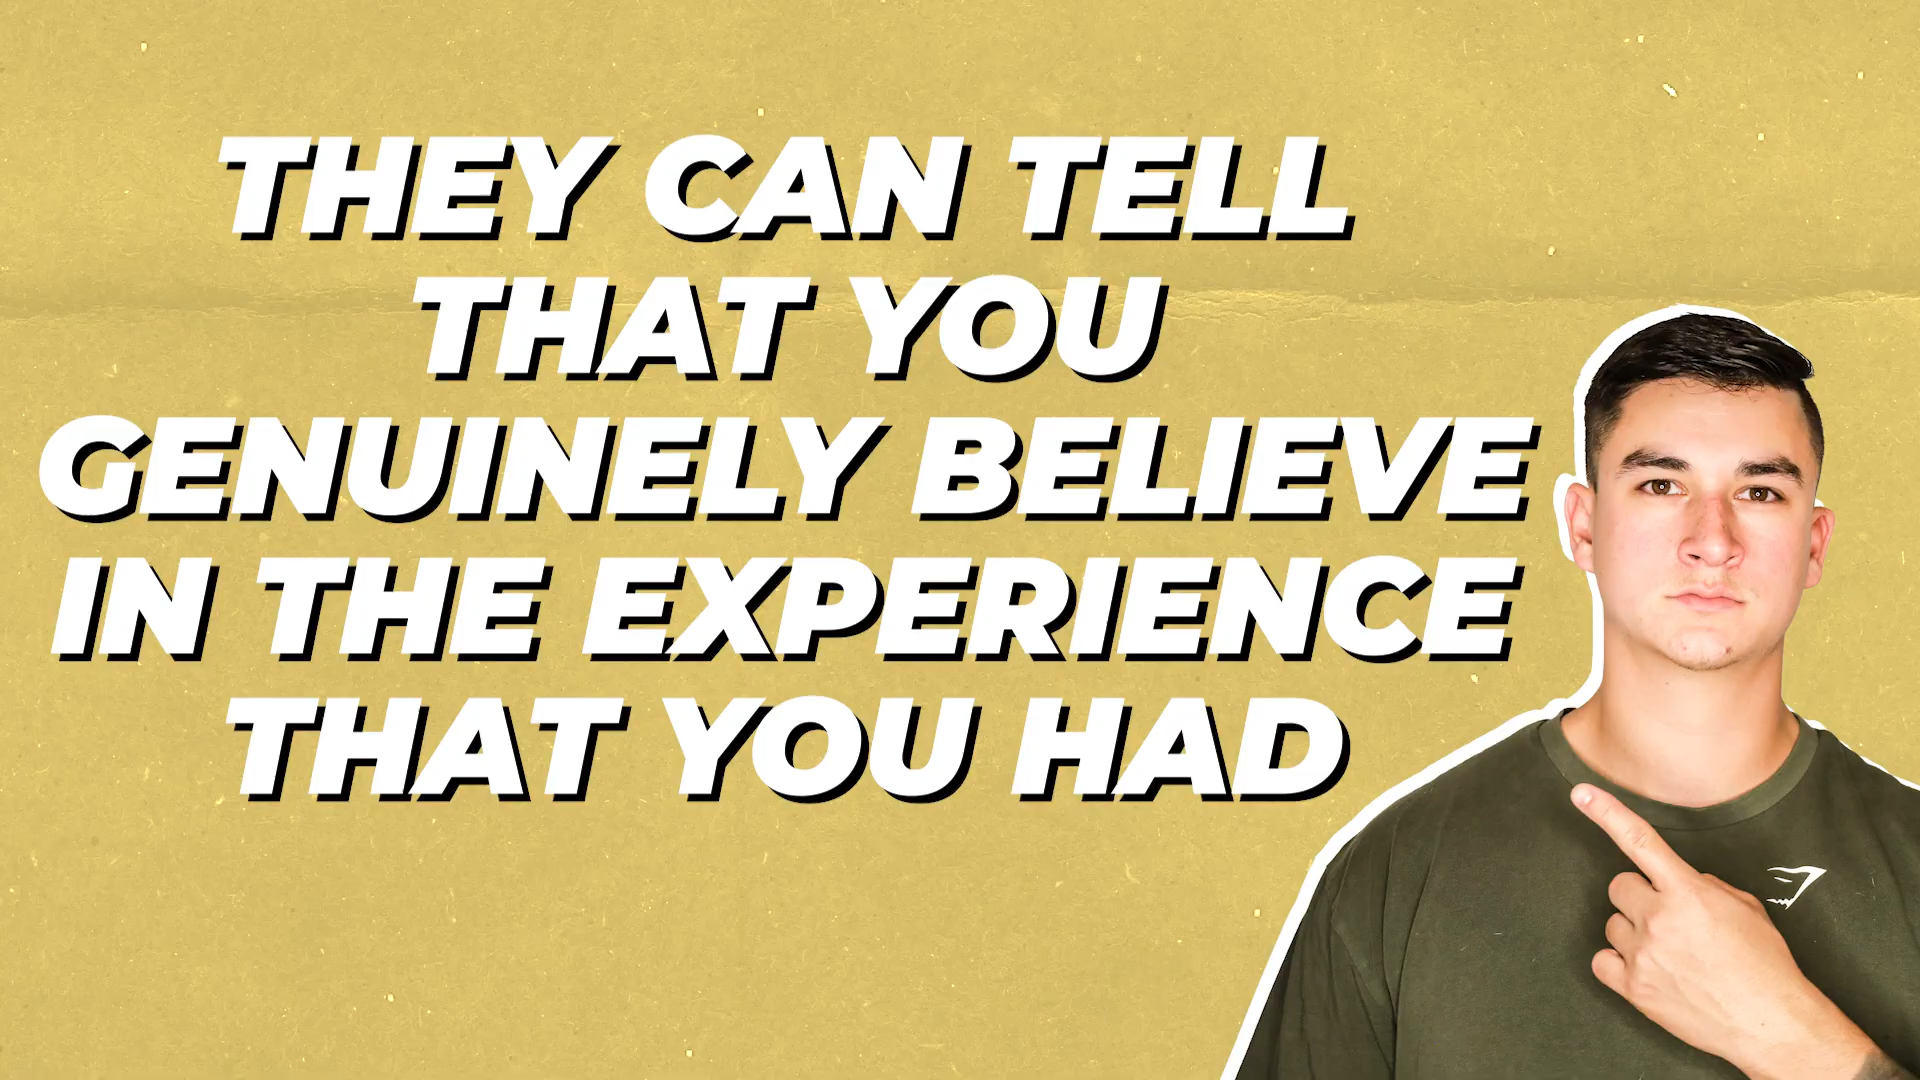 THEY CAN TELL
THAT YOU
GENUINELY BELIEVE
IN THE EXPERIENCE
THAT YOU HAD